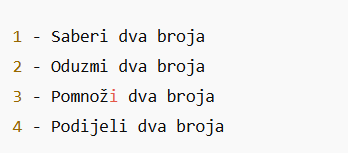 1 - Saberi dva broja
2 - Oduzmi dva broja
3 - Pomnoži dva broja
4 - Podijeli dva broja